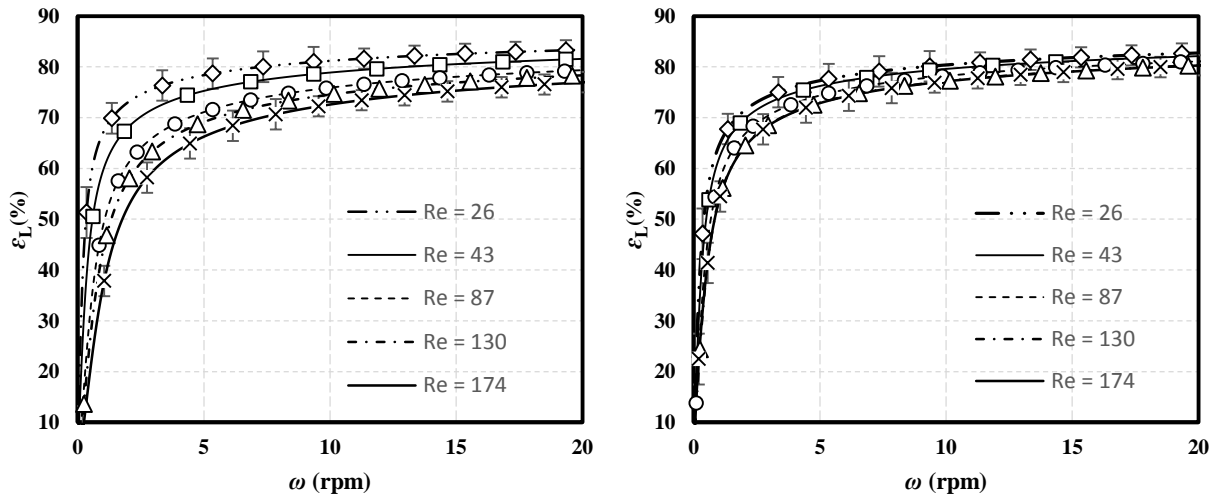 90
80
70
60
50
40
30
20
10
εL(%)
0
5
10
15
20
ω (rpm)
Re = 26
Re = 43
Re = 87
Re = 130
Re = 174
90
80
70
60
50
40
30
20
10
εL(%)
0
5
10
15
20
ω (rpm)
Re = 26
Re = 43
Re = 87
Re = 130
Re = 174